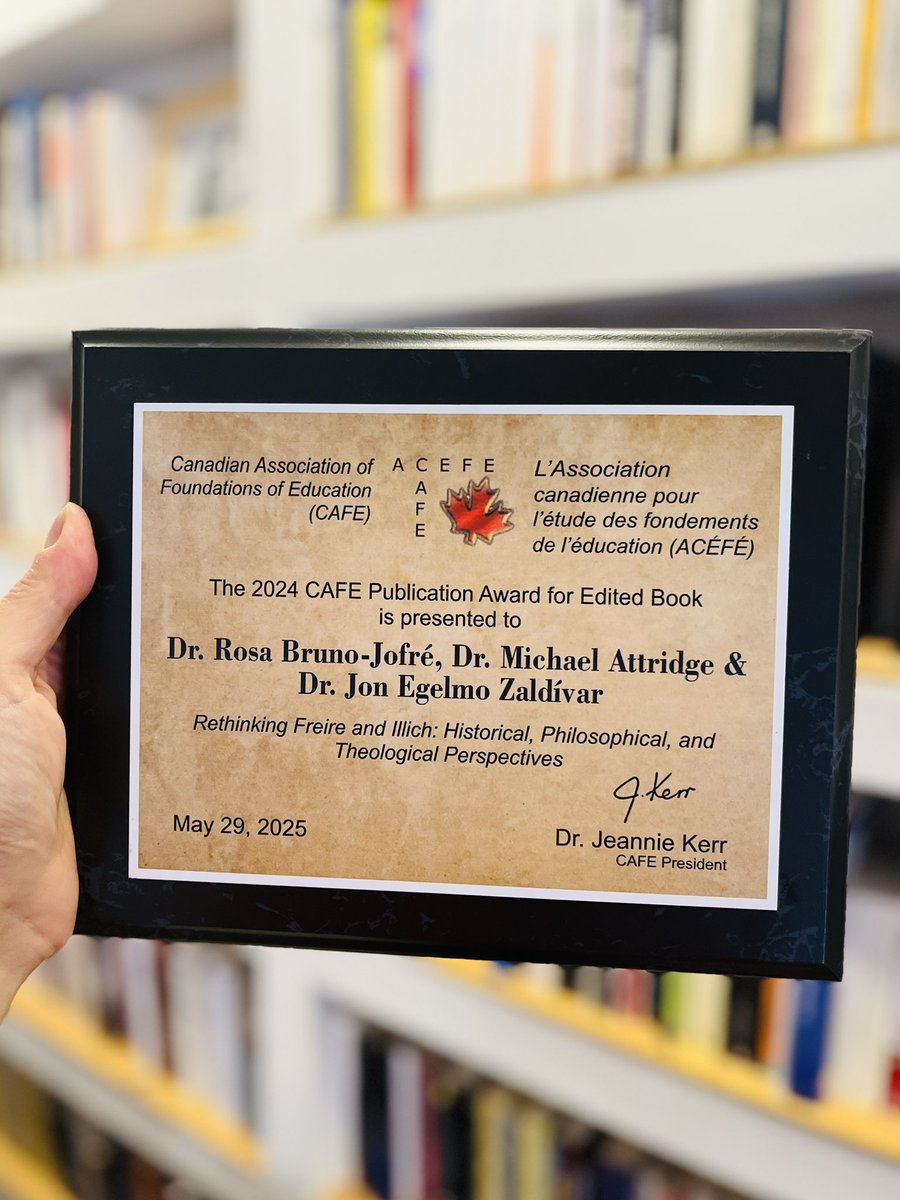 Canadian Association of
Foundations of Education
(CAFE)
A C E F E
A
F
E
L'Association
canadienne pour
l'étude des fondements
de l'éducation (ACÉFÉ)
The 2024 CAFE Publication Award for Edited Book
is presented to
Dr. Rosa Bruno-Jofré, Dr. Michael Attridge &
Dr. Jon Egelmo Zaldívar
Rethinking Freire and Illich: Historical, Philosophical, and
Theological Perspectives
J. Kerr
May 29, 2025
Dr. Jeannie Kerr
CAFE President